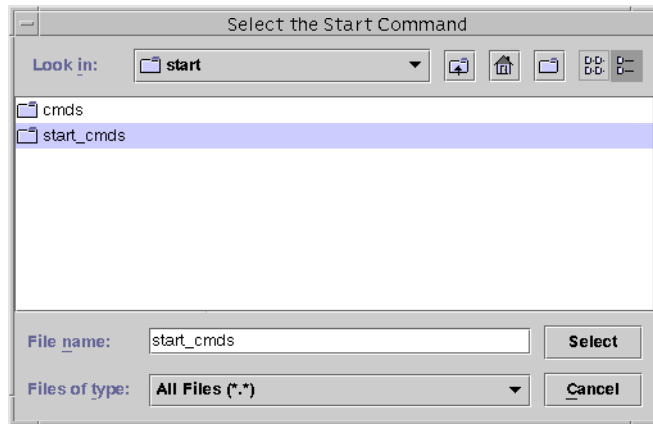 Select the Start Command
Look in: start
cmds
start_cmds
File name: start_cmds Select
Files of type: All Files (*.*) Cancel